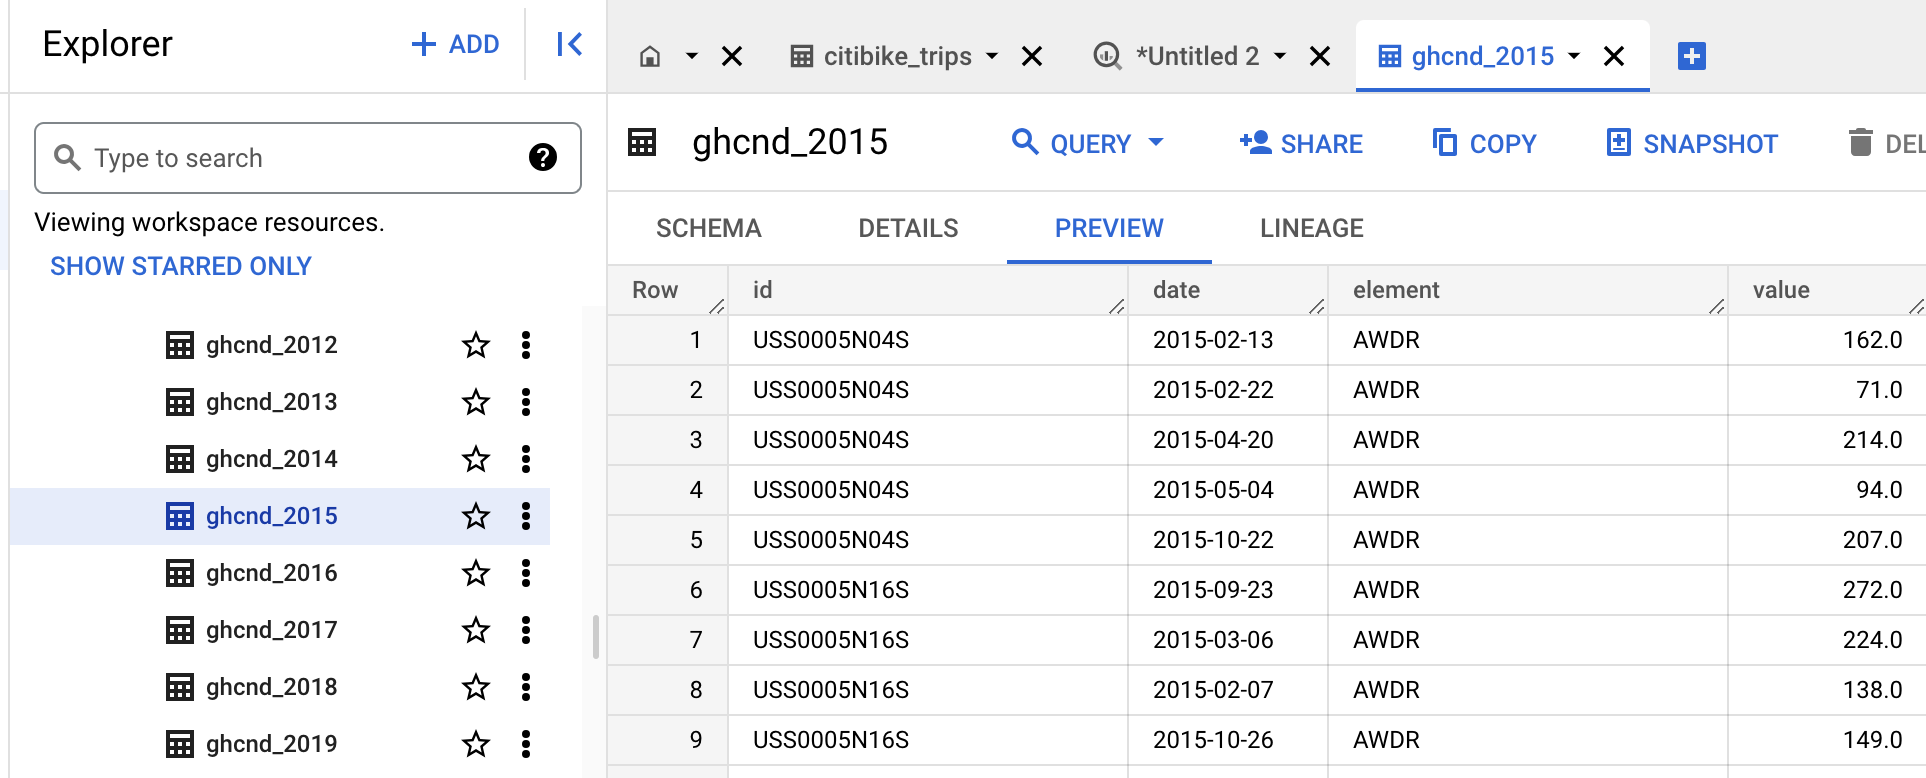 Explorer
+ ADD
Type to search
Viewing workspace resources.
SHOW STARRED ONLY
ghcnd_2012
ghcnd_2013
ghcnd_2014
ghcnd_2015
ghcnd_2016
ghcnd_2017
ghcnd_2018
ghcnd_2019
citibike_trips
*Untitled 2
ghcnd_2015
ghcnd_2015
QUERY
SHARE
COPY
SNAPSHOT
DEL
SCHEMA DETAILS PREVIEW LINEAGE
Row id date element value
1 USS0005N04S 2015-02-13 AWDR 162.0
2 USS0005N04S 2015-02-22 AWDR 71.0
3 USS0005N04S 2015-04-20 AWDR 214.0
4 USS0005N04S 2015-05-04 AWDR 94.0
5 USS0005N04S 2015-10-22 AWDR 207.0
6 USS0005N16S 2015-09-23 AWDR 272.0
7 USS0005N16S 2015-03-06 AWDR 224.0
8 USS0005N16S 2015-02-07 AWDR 138.0
9 USS0005N16S 2015-10-26 AWDR 149.0